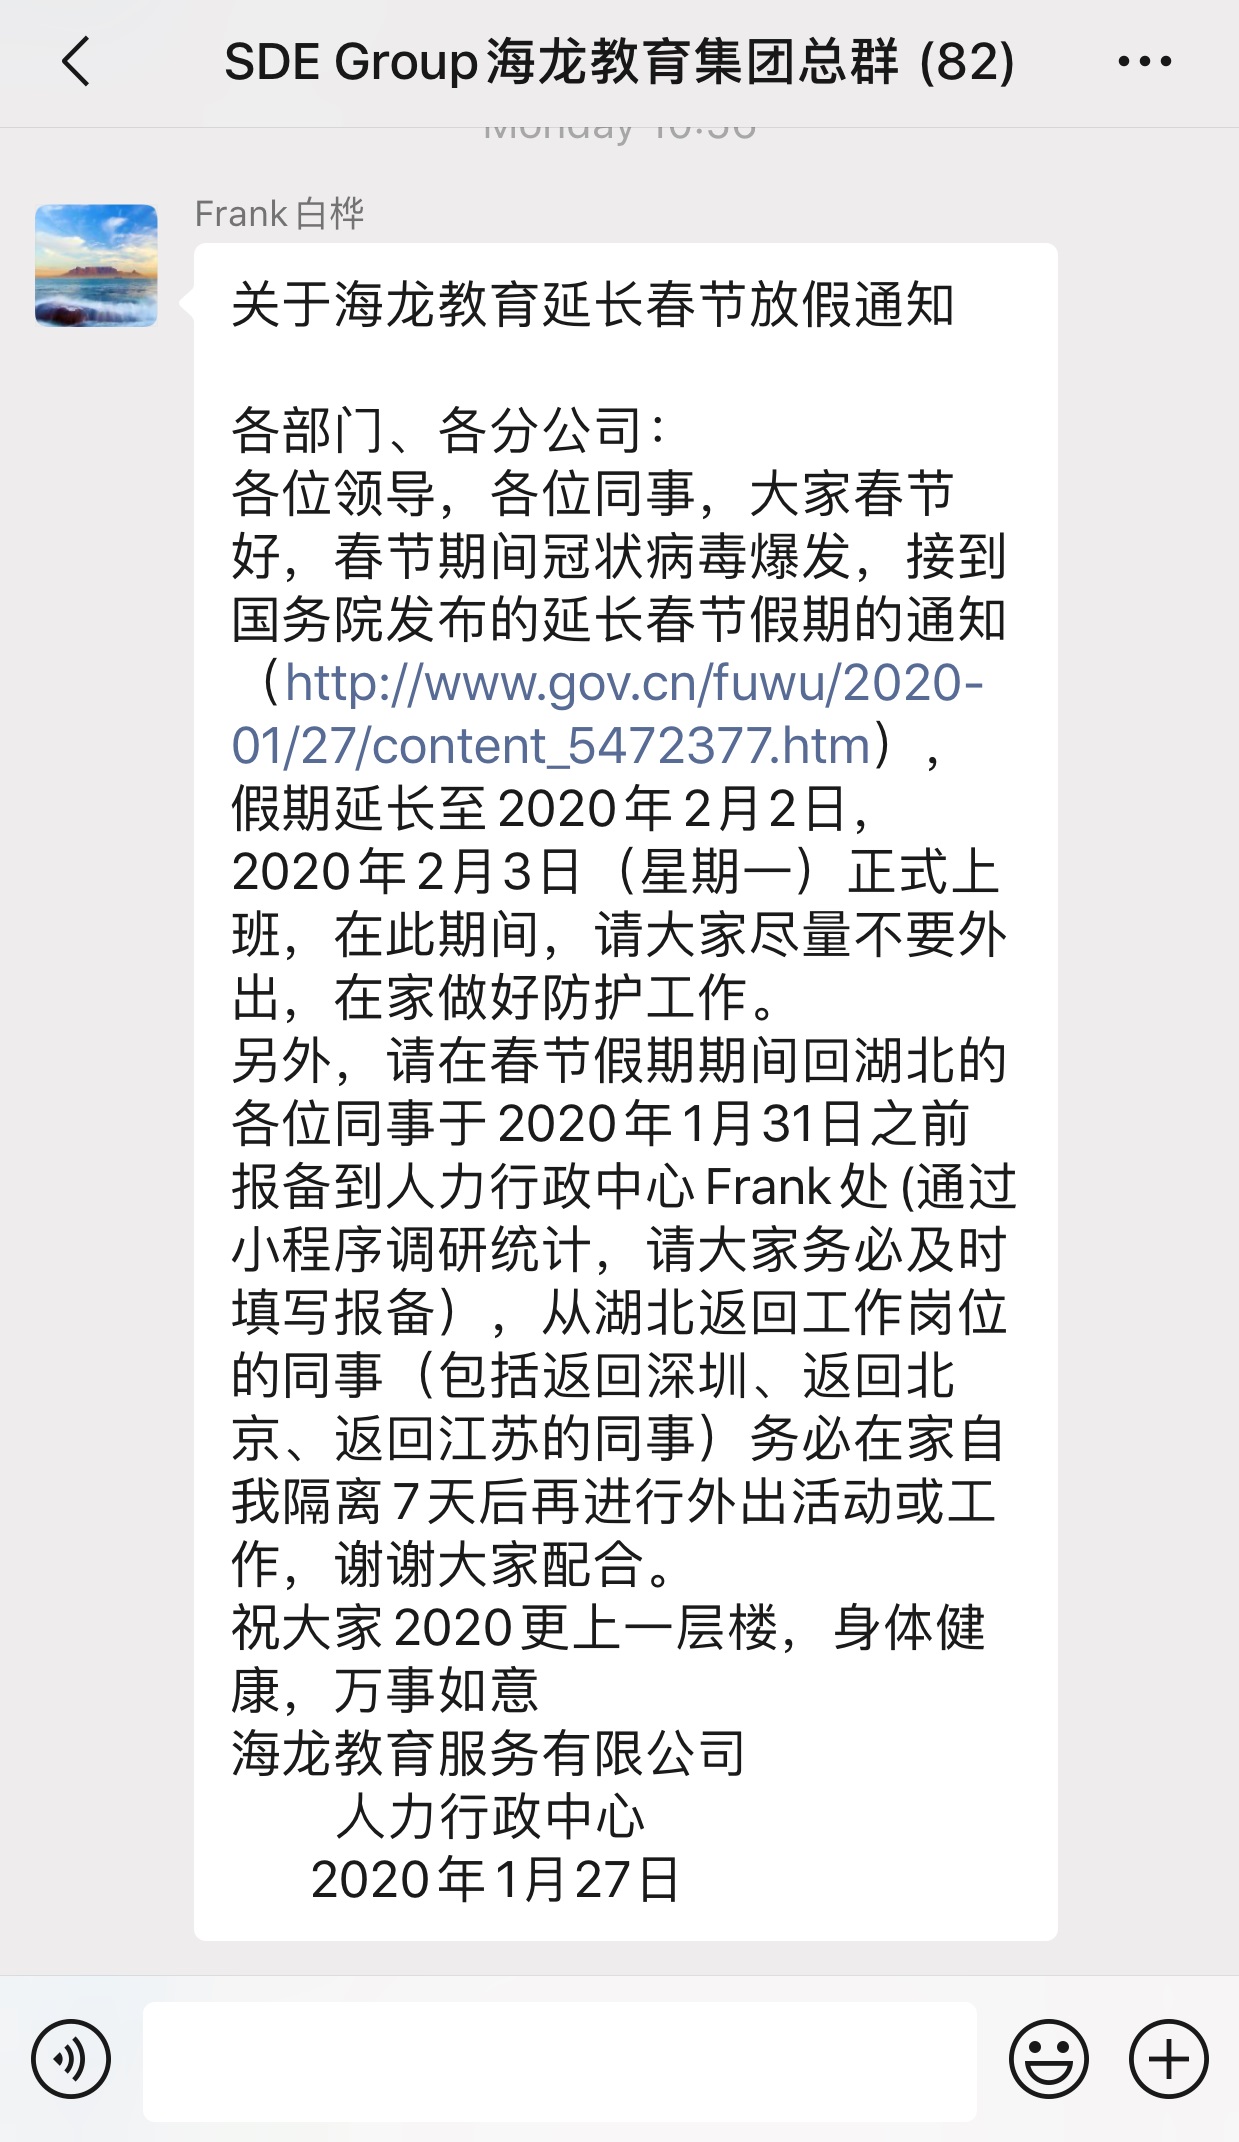 SDE Group海龙教育集团总群 (82)
Monday 10:56
Frank白桦
关于海龙教育延长春节放假通知
各部门、各分公司：
各位领导，各位同事，大家春节
好，春节期间冠状病毒爆发，接到
国务院发布的延长春节假期的通知
（http://www.gov.cn/fuwu/2020-
01/27/content_5472377.htm），
假期延长至2020年2月2日，
2020年2月3日（星期一）正式上
班，在此期间，请大家尽量不要外
出，在家做好防护工作。
另外，请在春节假期期间回湖北的
各位同事于2020年1月31日之前
报备到人力行政中心Frank处(通过
小程序调研统计，请大家务必及时
填写报备），从湖北返回工作岗位
的同事（包括返回深圳、返回北
京、返回江苏的同事）务必在家自
我隔离7天后再进行外出活动或工
作，谢谢大家配合。
祝大家2020更上一层楼，身体健
康，万事如意
海龙教育服务有限公司
人力行政中心
2020年1月27日